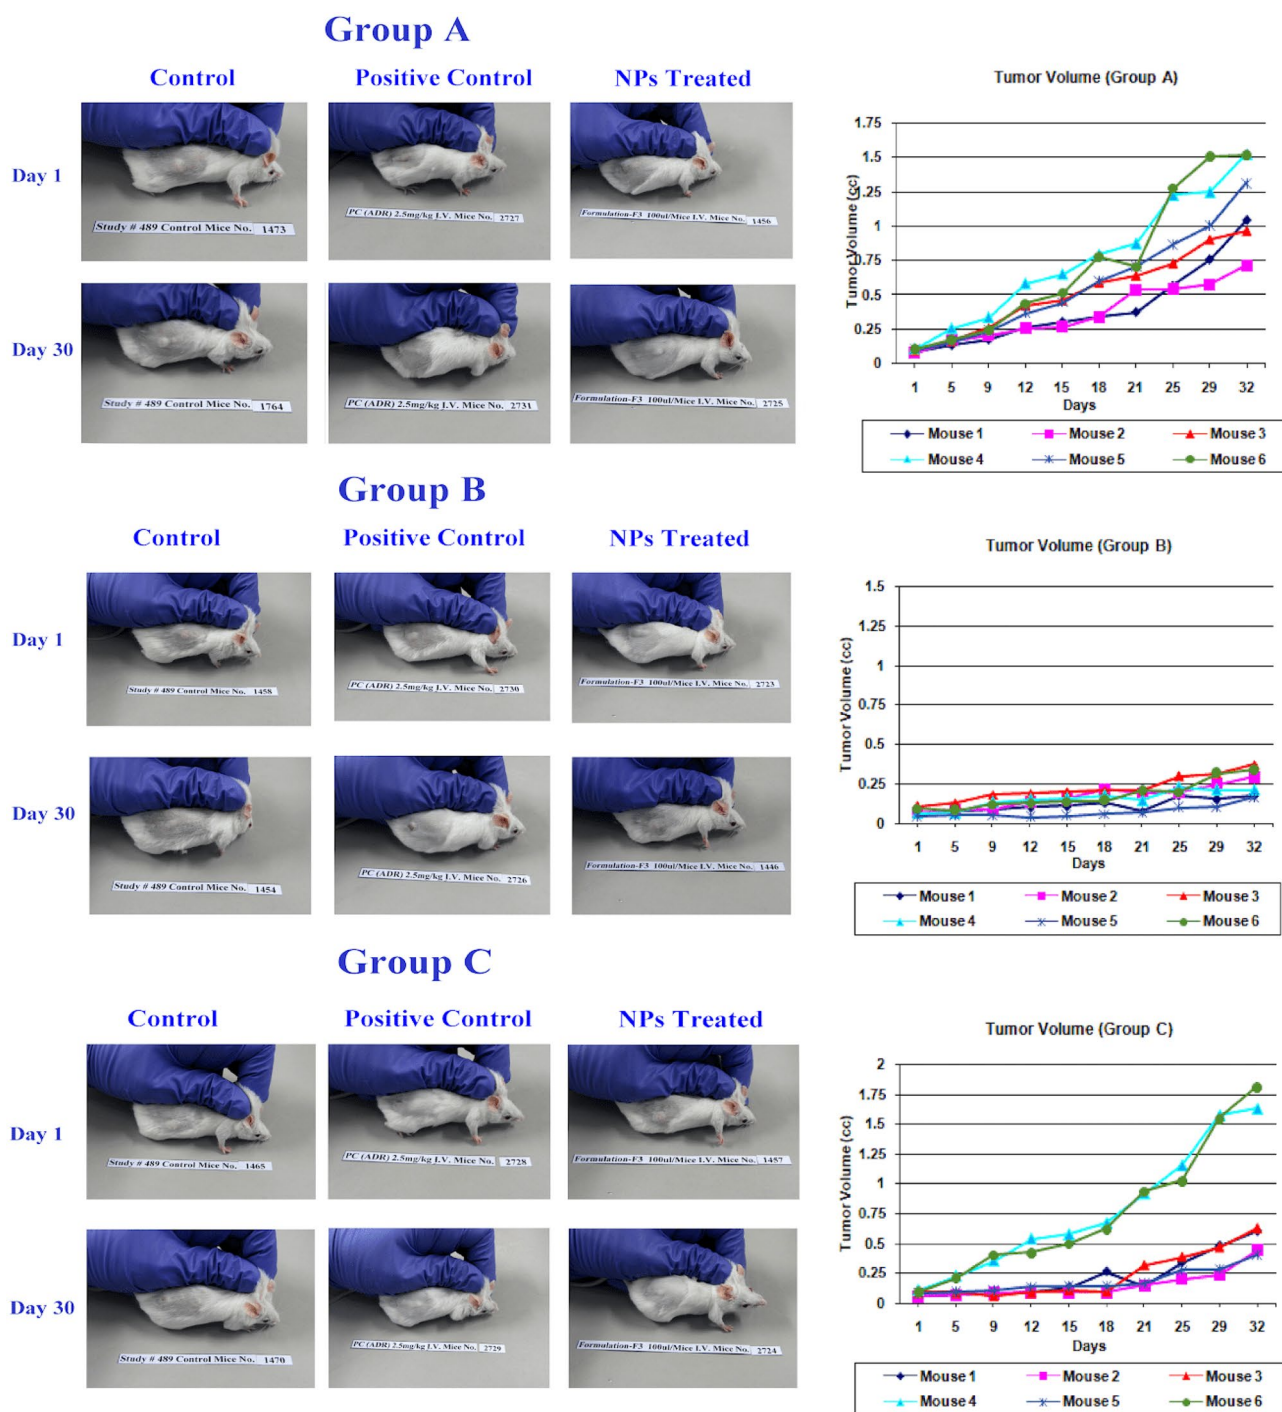 Group A
Control Positive Control NPs Treated
Day 1
Study # 489 Control Mice No. 1473
PC (ADR) 2.5mg/kg I.V. Mice No. 2727
Formulation-F3 100ul/Mice I.V. Mice No. 1456
Day 30
Study # 489 Control Mice No. 1764
PC (ADR) 2.5mg/kg I.V. Mice No. 2731
Formulation-F3 100ul/Mice I.V. Mice No. 2725
Tumor Volume (Group A)
Tumor Volume (cc)
1.75
1.5
1.25
1
0.75
0.5
0.25
0
1 5 9 12 15 18 21 25 29 32
Days
Mouse 1 Mouse 2 Mouse 3
Mouse 4 Mouse 5 Mouse 6
Group B
Control Positive Control NPs Treated
Day 1
Study # 489 Control Mice No. 1458
PC (ADR) 2.5mg/kg I.V. Mice No. 2730
Formulation-F3 100ul/Mice I.V. Mice No. 2723
Day 30
Study # 489 Control Mice No. 1454
PC (ADR) 2.5mg/kg I.V. Mice No. 2726
Formulation-F3 100ul/Mice I.V. Mice No. 1446
Tumor Volume (Group B)
Tumor Volume (cc)
1.5
1.25
1
0.75
0.5
0.25
0
1 5 9 12 15 18 21 25 29 32
Days
Mouse 1 Mouse 2 Mouse 3
Mouse 4 Mouse 5 Mouse 6
Group C
Control Positive Control NPs Treated
Day 1
Study # 489 Control Mice No. 1465
PC (ADR) 2.5mg/kg I.V. Mice No. 2728
Formulation-F3 100ul/Mice I.V. Mice No. 1457
Day 30
Study # 489 Control Mice No. 1470
PC (ADR) 2.5mg/kg I.V. Mice No. 2729
Formulation-F3 100ul/Mice I.V. Mice No. 2724
Tumor Volume (Group C)
Tumor Volume (cc)
2
1.75
1.5
1.25
1
0.75
0.5
0.25
0
1 5 9 12 15 18 21 25 29 32
Days
Mouse 1 Mouse 2 Mouse 3
Mouse 4 Mouse 5 Mouse 6